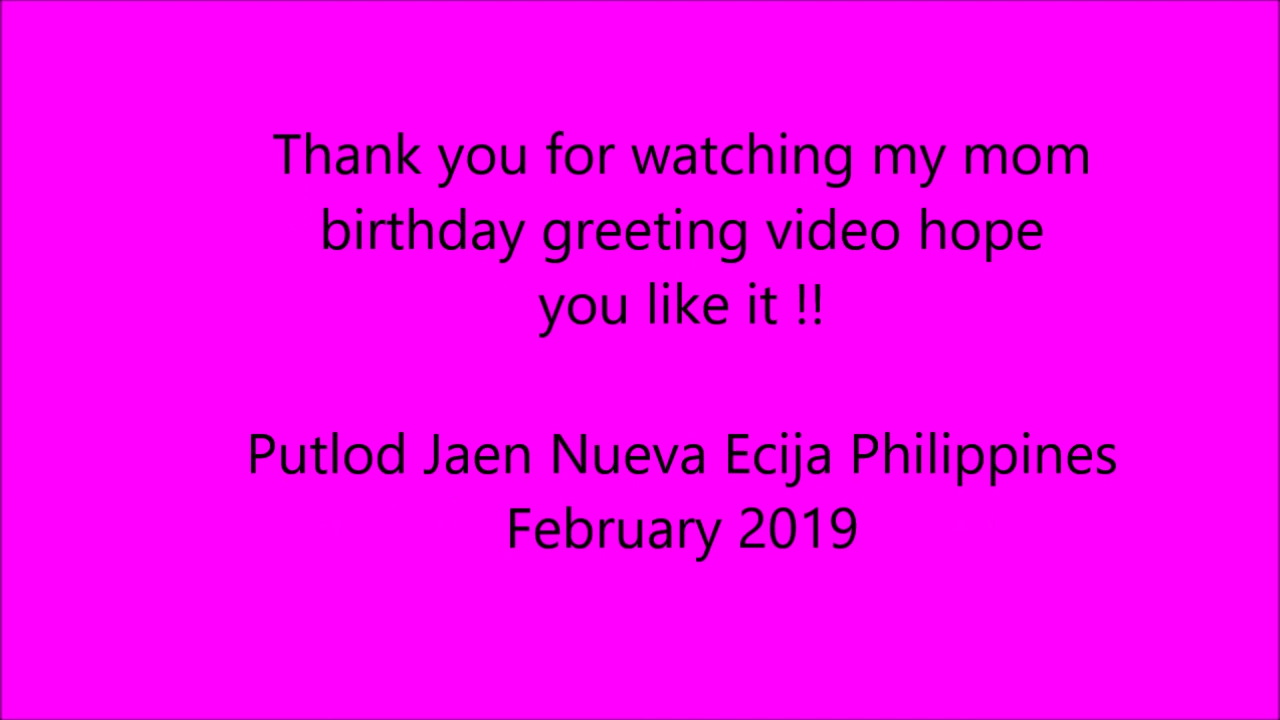 Thank you for watching my mom
birthday greeting video hope
you like it !!
Putlod Jaen Nueva Ecija Philippines
February 2019